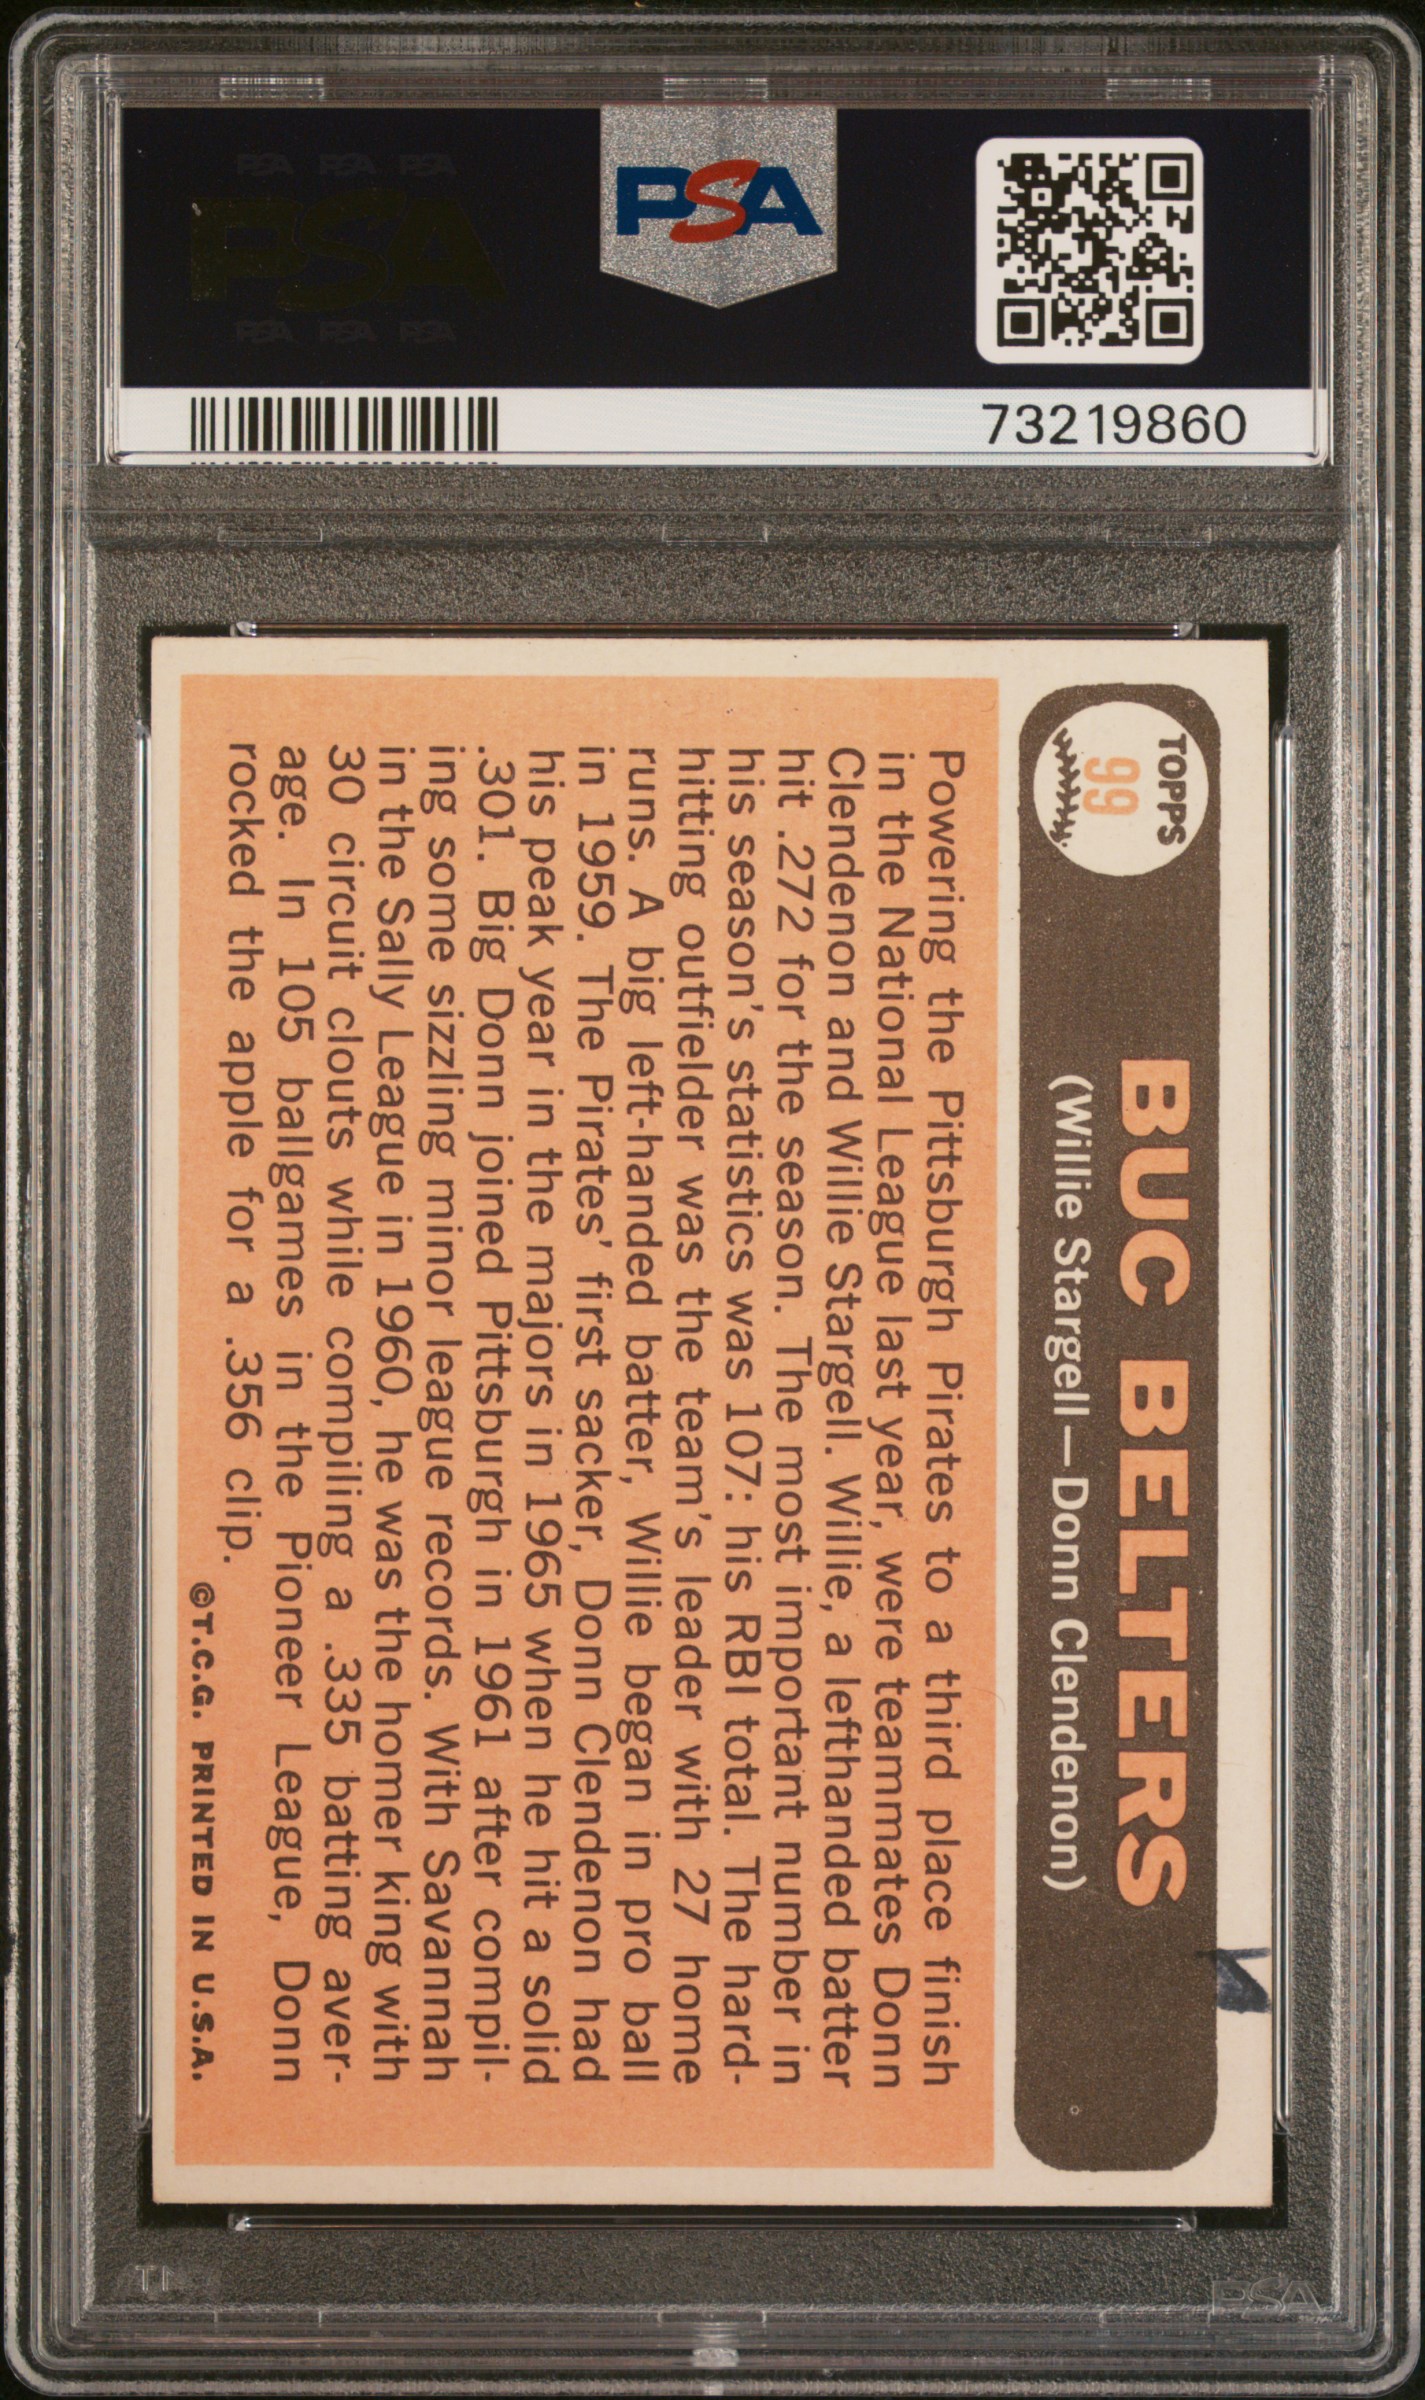 PSA PSA PSA
PSA
PSA PSA PSA
PSA
73219860
TOPPS
99
BUC BELTERS
(Willie Stargell—Donn Clendenon)
Powering the Pittsburgh Pirates to a third place finish
in the National League last year, were teammates Donn
Clendenon and Willie Stargell. Willie, a lefthanded batter
hit .272 for the season. The most important number in
his season's statistics was 107: his RBI total. The hard-
hitting outfielder was the team's leader with 27 home
runs. A big left-handed batter, Willie began in pro ball
in 1959. The Pirates' first sacker, Donn Clendenon had
his peak year in the majors in 1965 when he hit a solid
.301. Big Donn joined Pittsburgh in 1961 after compil-
ing some sizzling minor league records. With Savannah
in the Sally League in 1960, he was the homer king with
30 circuit clouts while compiling a .335 batting aver-
age. In 105 ballgames in the Pioneer League, Donn
rocked the apple for a .356 clip.
©T.C.G. PRINTED IN U.S.A.
PSA